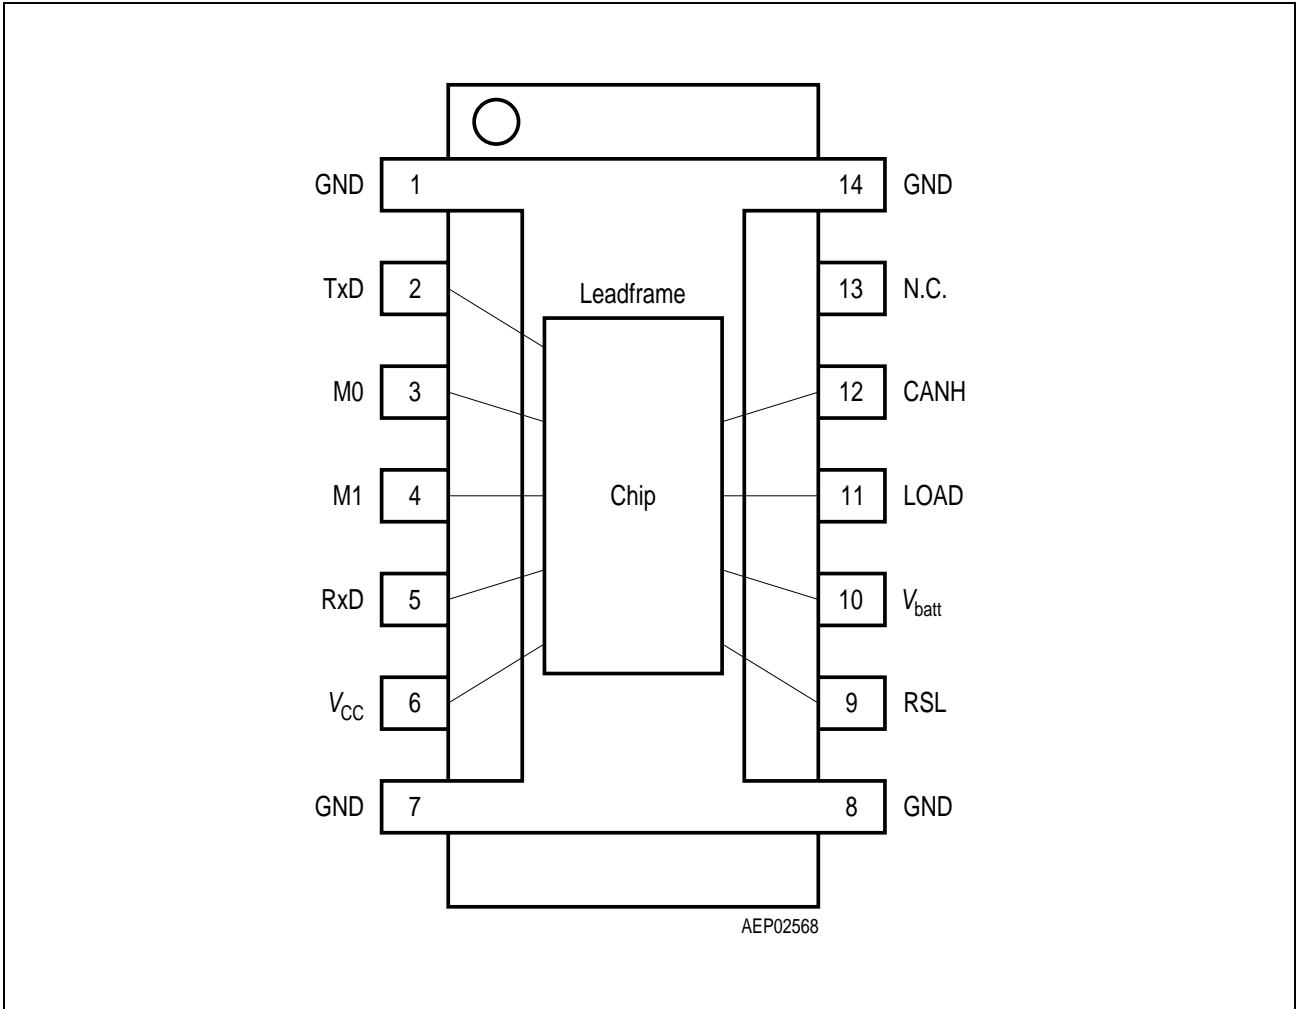 GND 1 14 GND
TxD 2 Leadframe 13 N.C.
M0 3 12 CANH
M1 4 Chip 11 LOAD
RxD 5 10 Vbatt
VCC 6 9 RSL
GND 7 8 GND
AEP02568